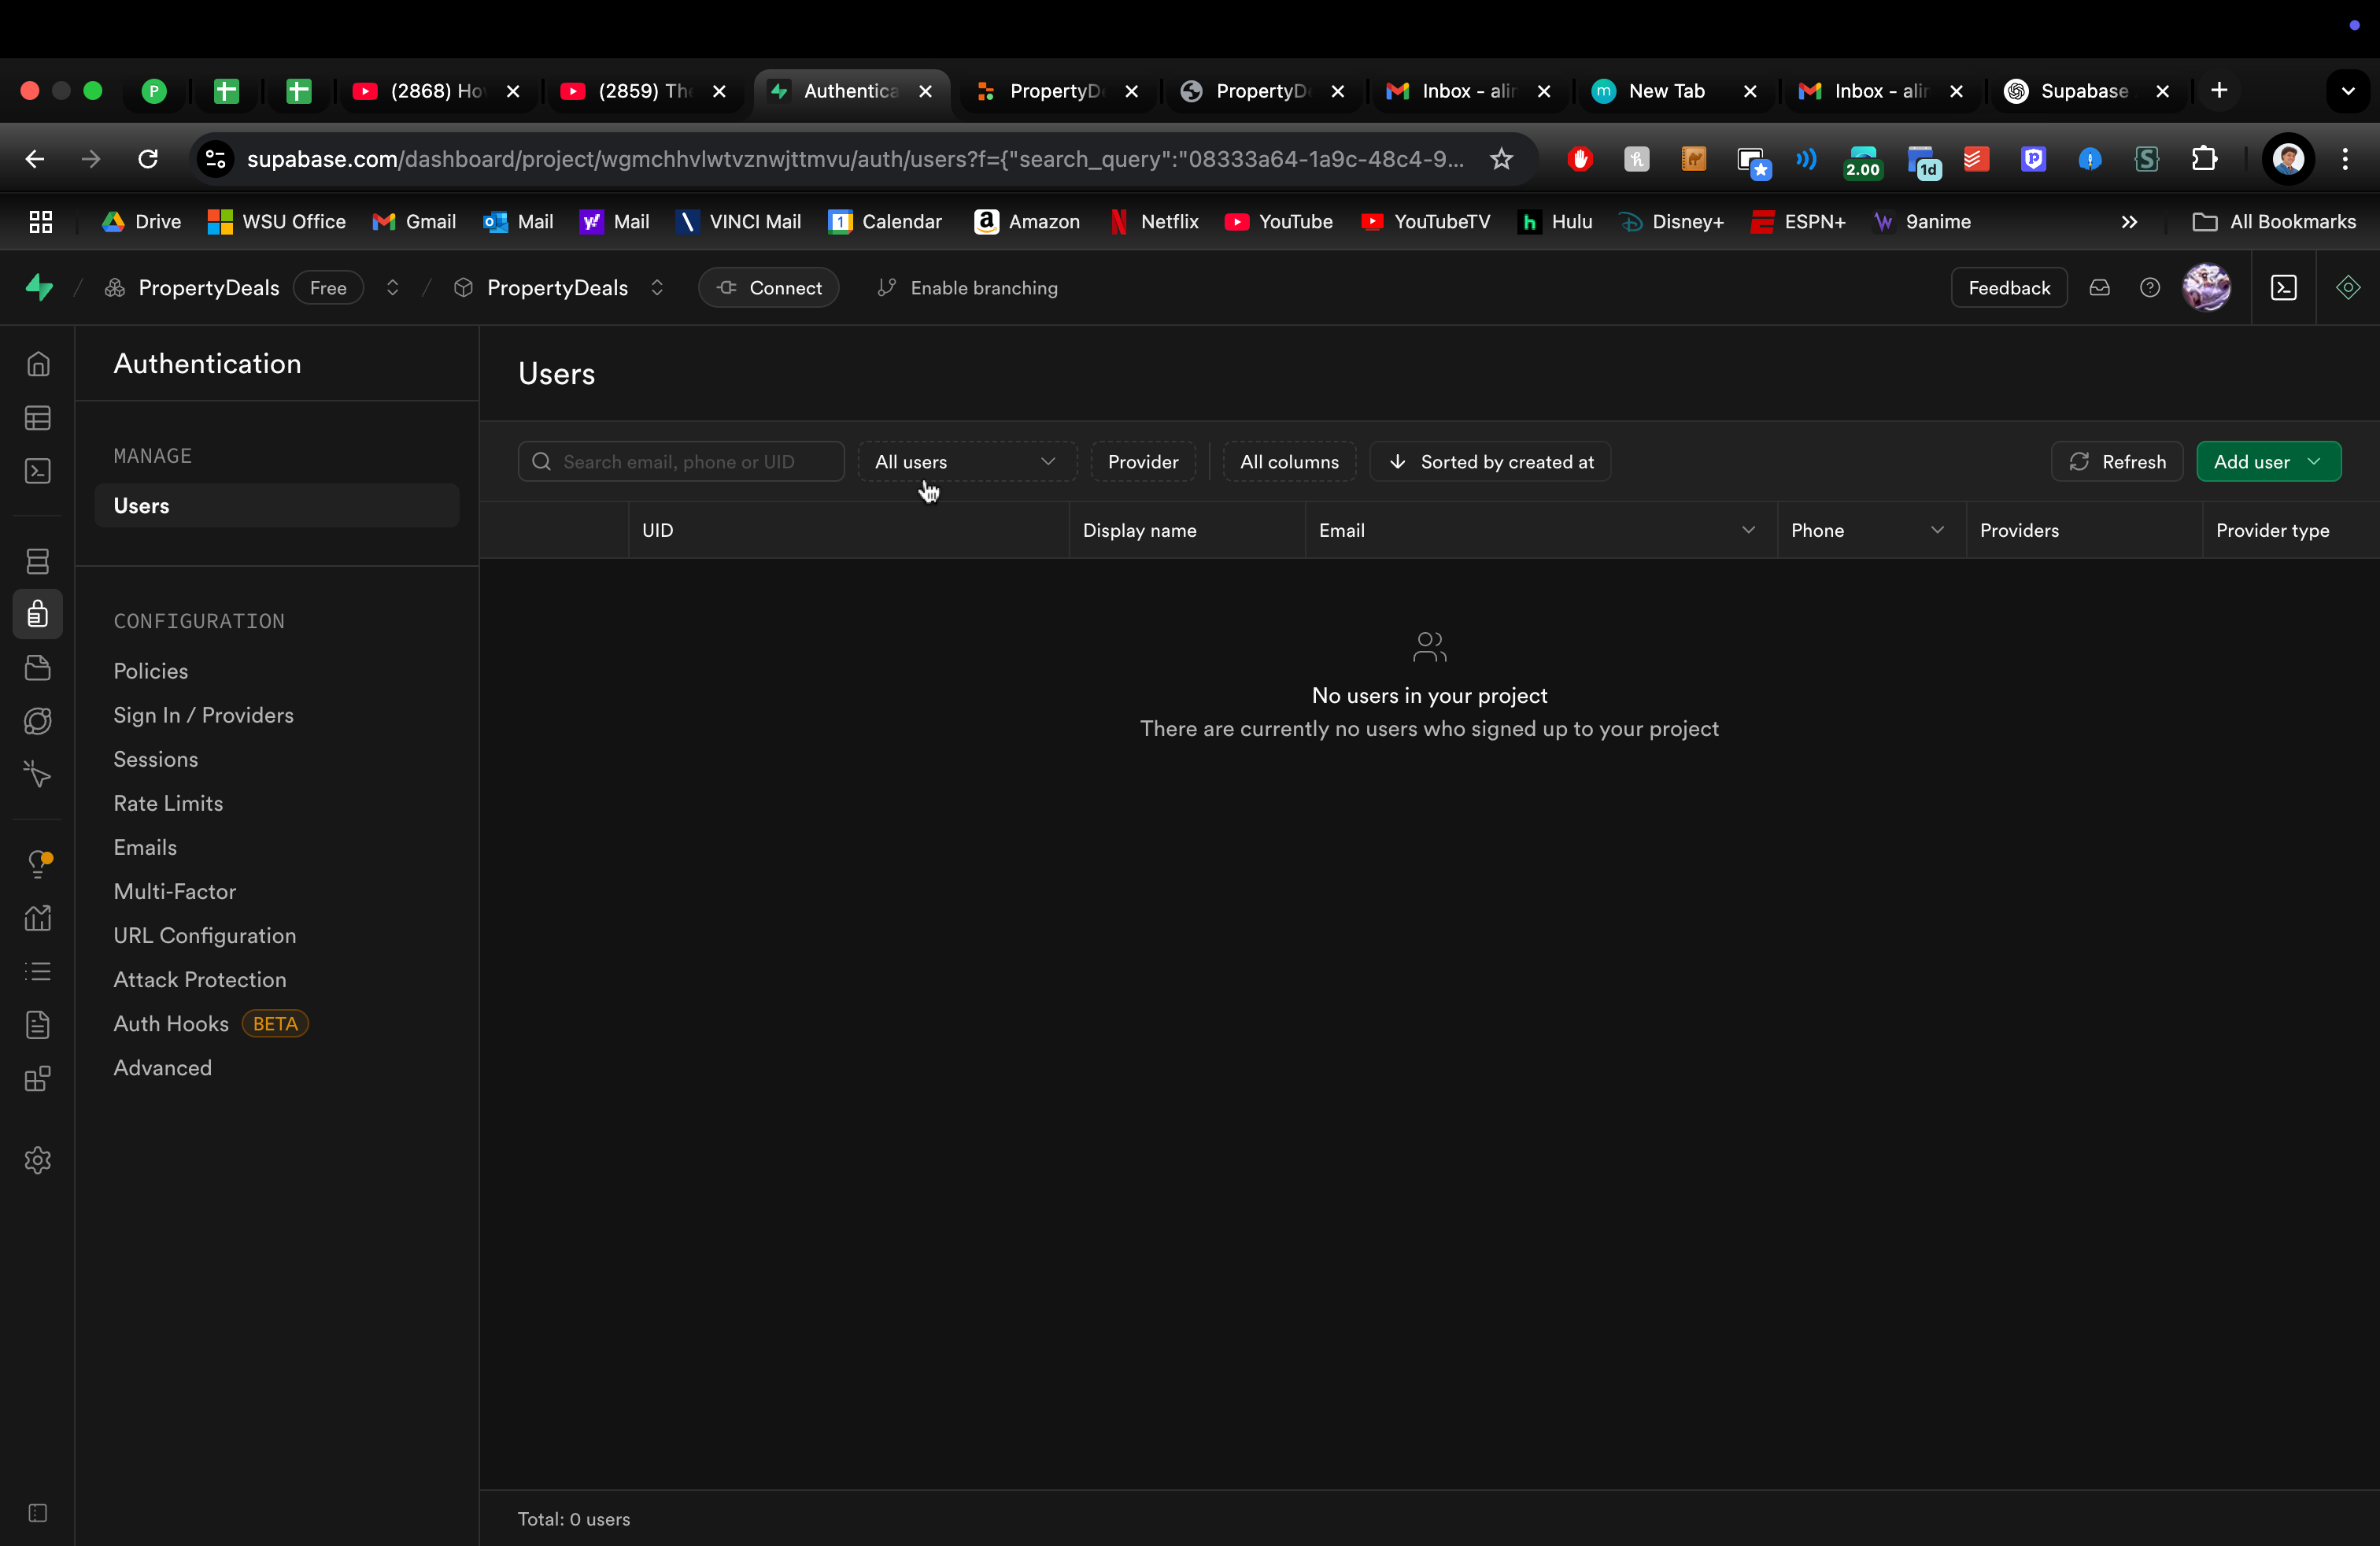 (2868) Ho
(2859) Th
Authentica
PropertyD
PropertyD
Inbox - alir
New Tab
Inbox - alir
Supabase
supabase.com/dashboard/project/wgmchhvlwtvznwjttmvu/auth/users?f={"search_query":"08333a64-1a9c-48c4-9...
2.00
1d
Drive
WSU Office
Gmail
Mail
Mail
VINCI Mail
Calendar
Amazon
Netflix
YouTube
YouTubeTV
Hulu
Disney+
ESPN+
9anime
All Bookmarks
PropertyDeals
Free
PropertyDeals
Connect
Enable branching
Feedback
Authentication
MANAGE
Users
CONFIGURATION
Policies
Sign In / Providers
Sessions
Rate Limits
Emails
Multi-Factor
URL Configuration
Attack Protection
Auth Hooks BETA
Advanced
Users
Search email, phone or UID
All users
Provider
All columns
Sorted by created at
Refresh
Add user
UID
Display name
Email
Phone
Providers
Provider type
No users in your project
There are currently no users who signed up to your project
Total: 0 users